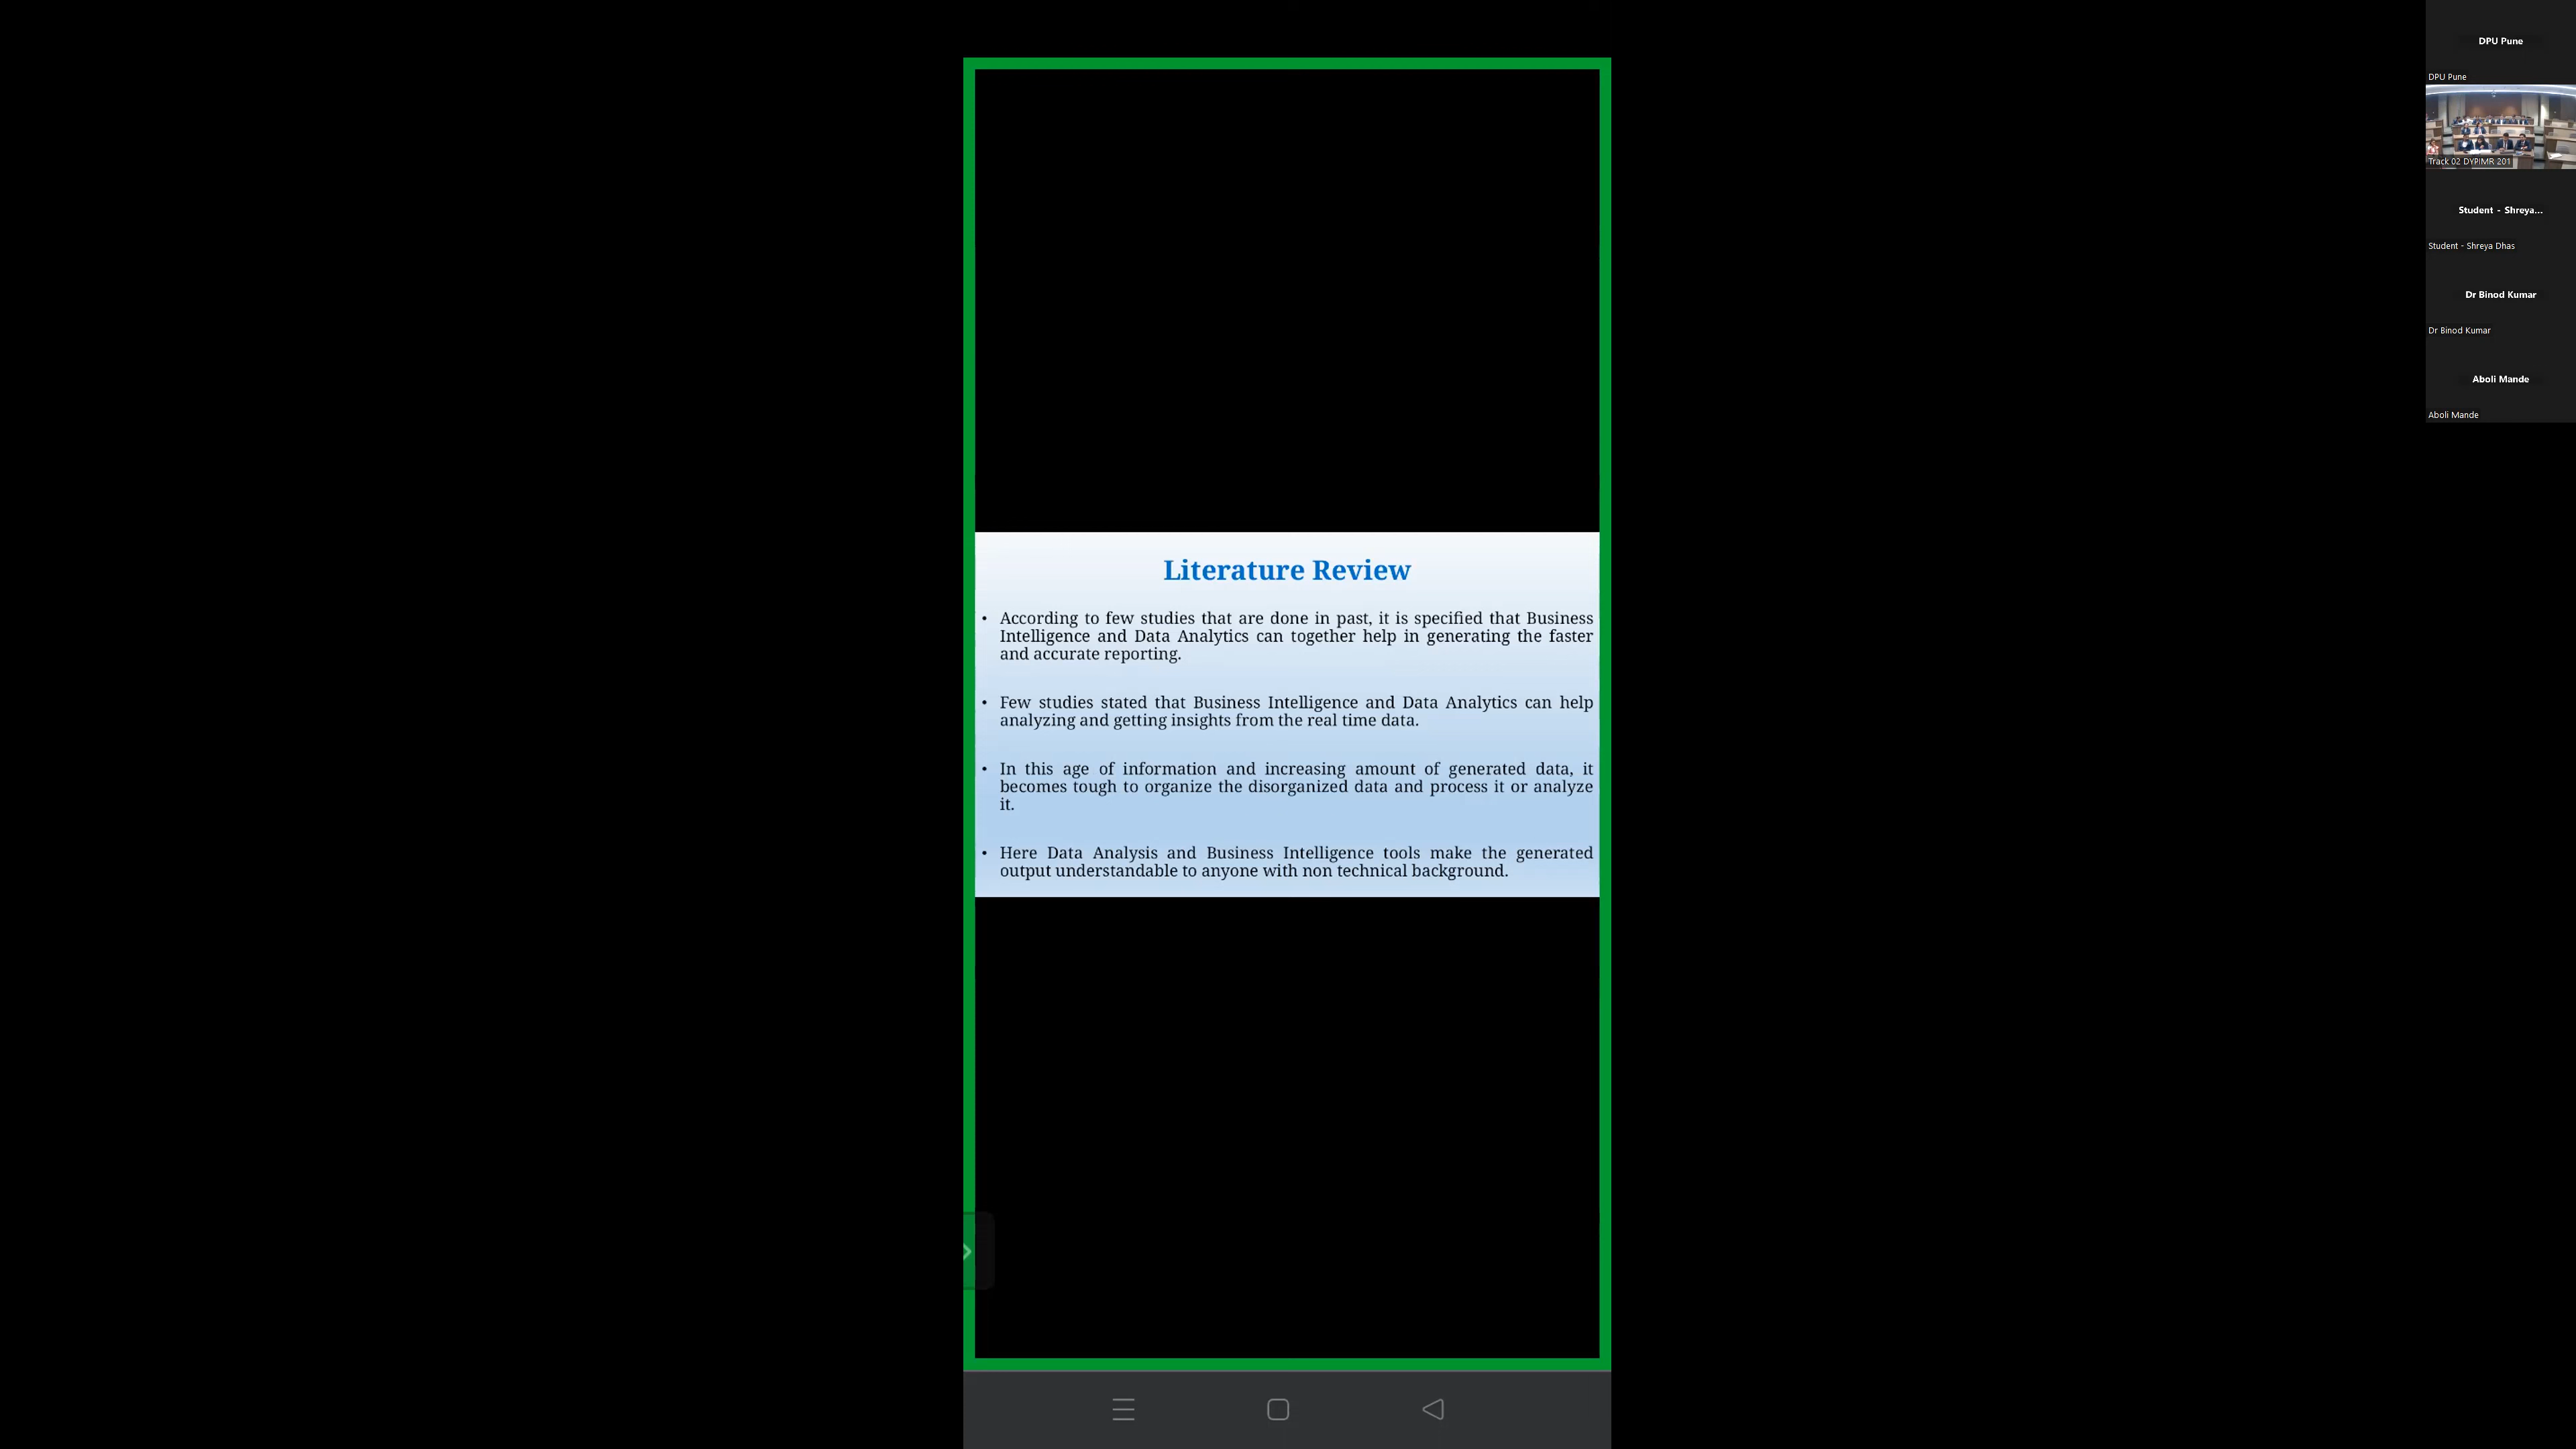 Literature Review
• According to few studies that are done in past, it is specified that Business
Intelligence and Data Analytics can together help in generating the faster
and accurate reporting.
• Few studies stated that Business Intelligence and Data Analytics can help
analyzing and getting insights from the real time data.
• In this age of information and increasing amount of generated data, it
becomes tough to organize the disorganized data and process it or analyze
it.
• Here Data Analysis and Business Intelligence tools make the generated
output understandable to anyone with non technical background.
DPU Pune
DPU Pune
Track 02 DYPIMR 201
Student - Shreya...
Student - Shreya Dhas
Dr Binod Kumar
Dr Binod Kumar
Aboli Mande
Aboli Mande